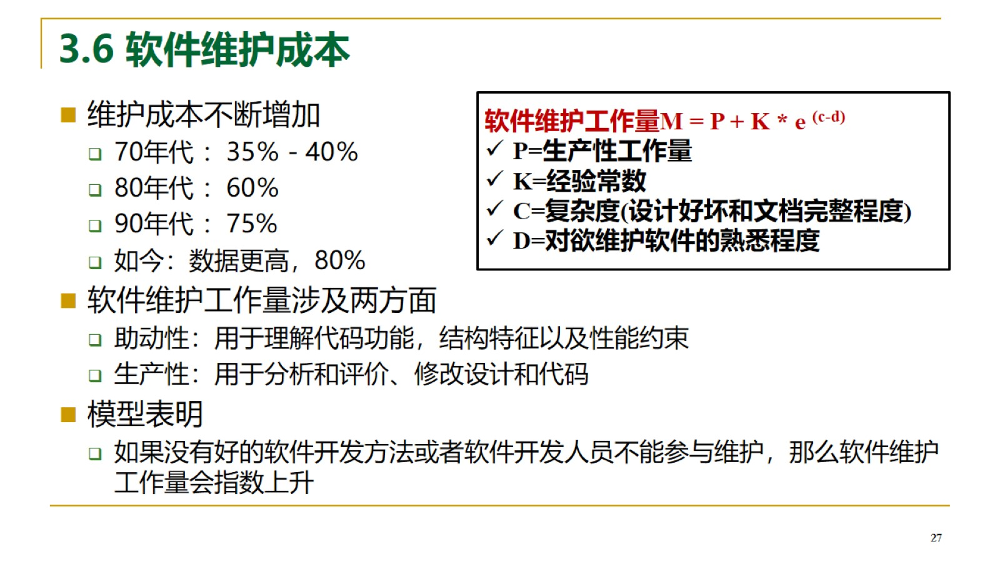 3.6 软件维护成本
维护成本不断增加
70年代 ：35% - 40%
80年代 ：60%
90年代 ：75%
如今：数据更高，80%
软件维护工作量M = P + K * e (c-d)
P=生产性工作量
K=经验常数
C=复杂度(设计好坏和文档完整程度)
D=对欲维护软件的熟悉程度
软件维护工作量涉及两方面
助动性：用于理解代码功能，结构特征以及性能约束
生产性：用于分析和评价、修改设计和代码
模型表明
如果没有好的软件开发方法或者软件开发人员不能参与维护，那么软件维护
工作量会指数上升
27